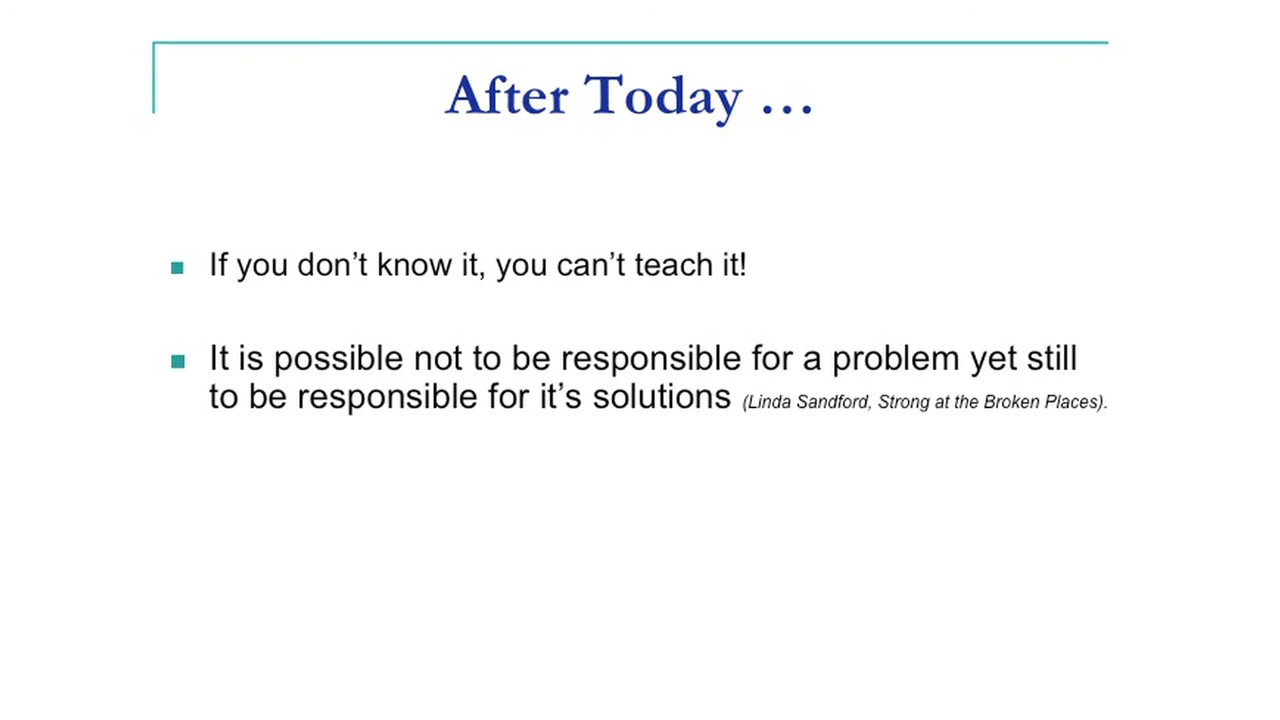 After Today …
If you don’t know it, you can’t teach it!
It is possible not to be responsible for a problem yet still
to be responsible for it’s solutions (Linda Sandford, Strong at the Broken Places).